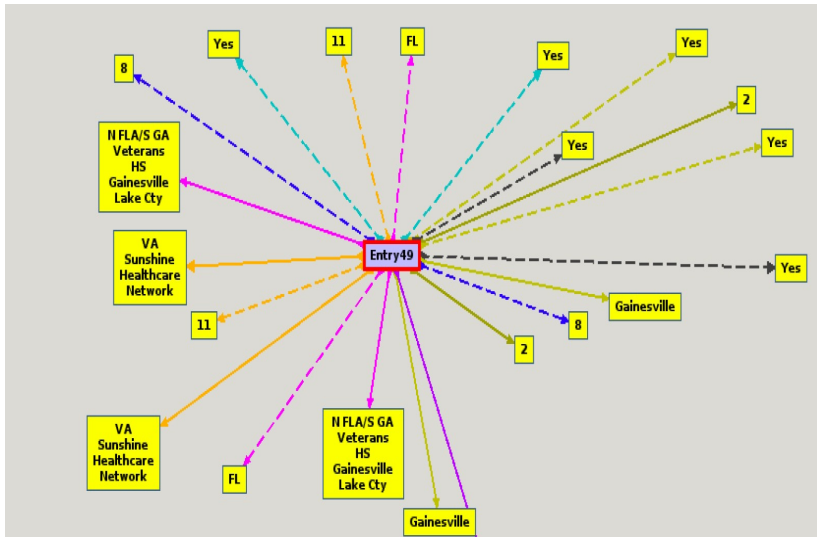 FL
Yes
11
Yes
Yes
8
2
N FLA/S GA
Veterans
HS
Gainesville
Lake Cty
Yes
Yes
VA
Sunshine
Healthcare
Network
Entry49
Yes
Gainesville
11
8
2
VA
Sunshine
Healthcare
Network
N FLA/S GA
Veterans
HS
Gainesville
Lake Cty
FL
Gainesville